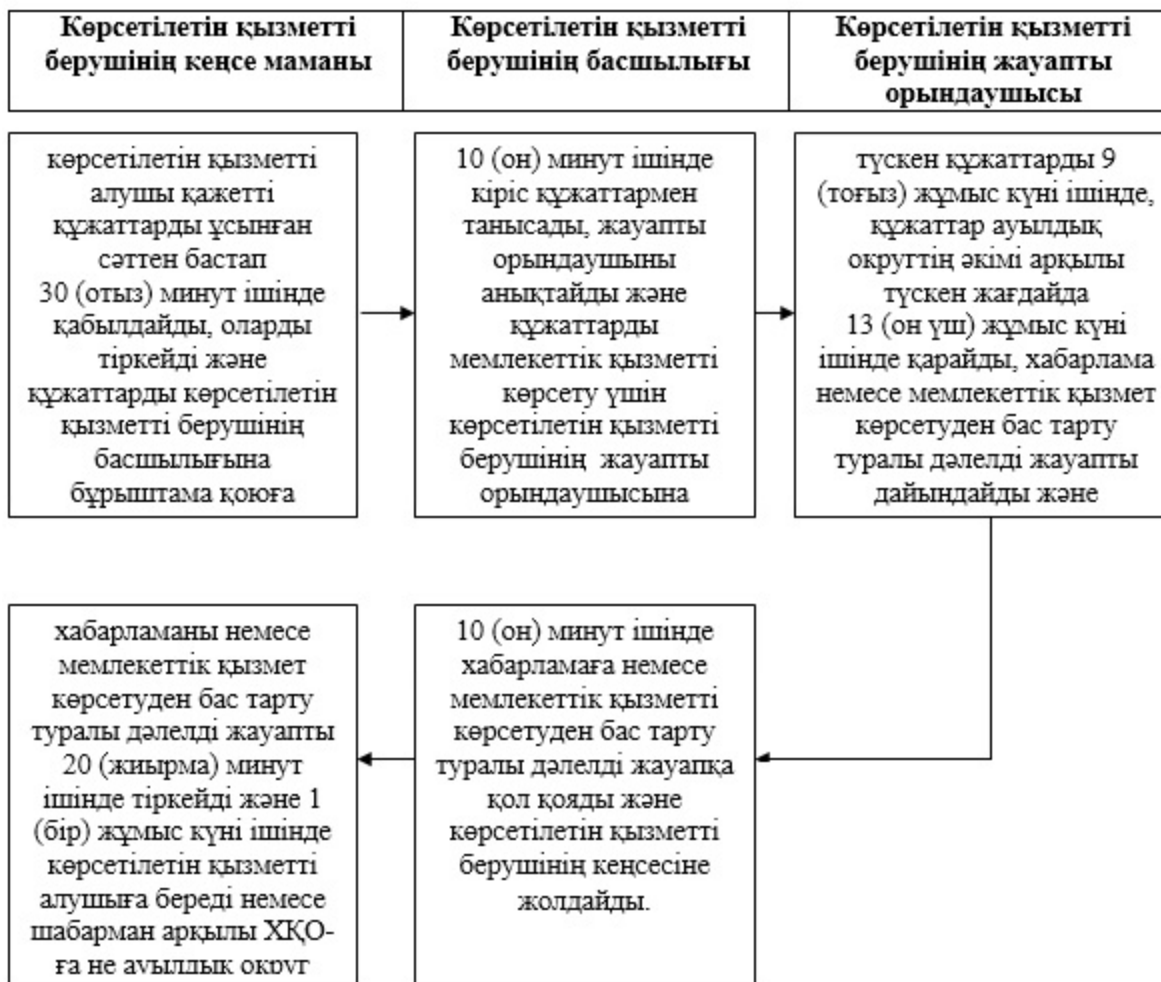 Көрсетілетін қызметті
берушінің кеңсе маманы
Көрсетілетін қызметті
берушінің басшылығы
Көрсетілетін қызметті
берушінің жауапты
орындаушысы
көрсетілетін қызметті
алушы қажетті
құжаттарды ұсынған
сәттен бастап
30 (отыз) минут ішінде
қабылдайды, оларды
тіркейді және
құжаттарды көрсетілетін
қызметті берушінің
басшылығына
бұрыштама қоюға
10 (он) минут ішінде
кіріс құжаттармен
танысады, жауапты
орындаушыны
анықтайды және
құжаттарды
мемлекеттік қызметті
көрсету үшін
көрсетілетін қызметті
берушінің жауапты
орындаушысына
түскен құжаттарды 9
(тоғыз) жұмыс күні ішінде,
құжаттар ауылдық
округтің әкімі арқылы
түскен жағдайда
13 (он үш) жұмыс күні
ішінде қарайды, хабарлама
немесе мемлекеттік қызмет
көрсетуден бас тарту
туралы дәлелді жауапты
дайындайды және
хабарламаны немесе
мемлекеттік қызмет
көрсетуден бас тарту
туралы дәлелді жауапты
20 (жиырма) минут
ішінде тіркейді және 1
(бір) жұмыс күні ішінде
көрсетілетін қызметті
алушыға береді немесе
шабарман арқылы ХҚО-
ға не ауылдық округ
10 (он) минут ішінде
хабарламаға немесе
мемлекеттік қызметті
көрсетуден бас тарту
туралы дәлелді жауапқа
қол қояды және
көрсетілетін қызметті
берушінің кеңсесіне
жолдайды.